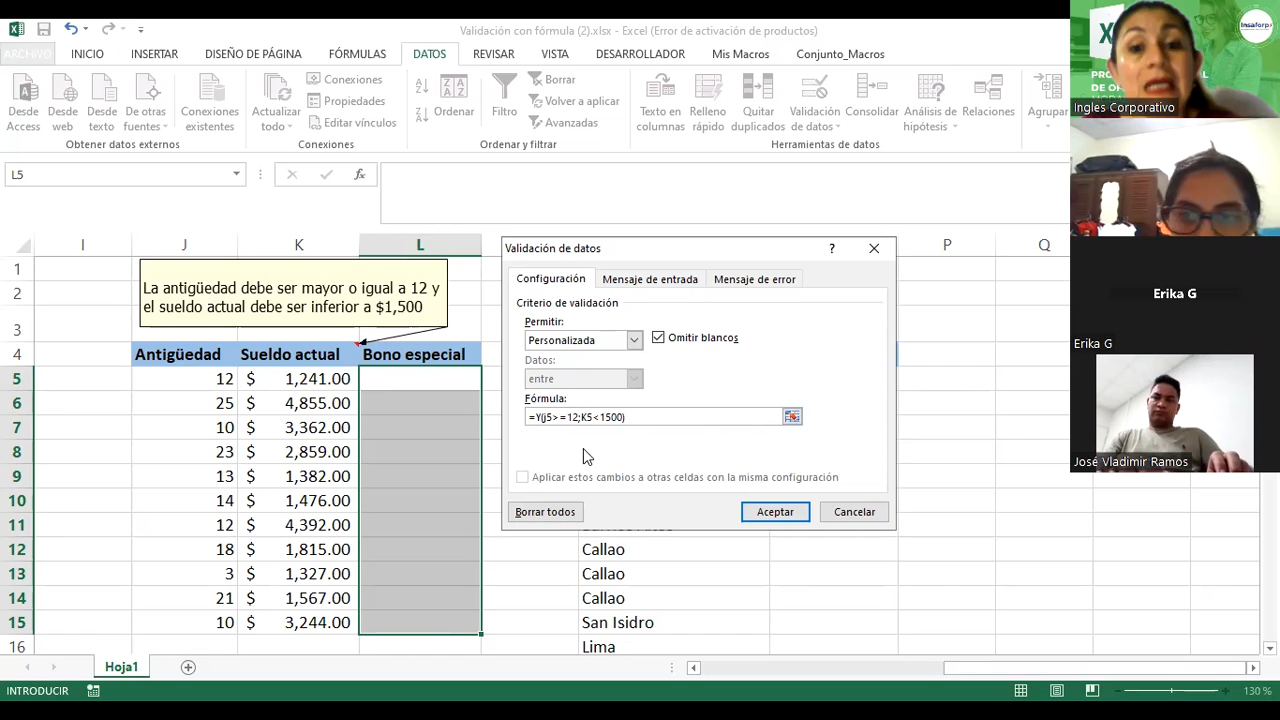 Validación con fórmula (2).xlsx - Excel (Error de activación de productos)
ARCHIVO INICIO INSERTAR DISEÑO DE PÁGINA FÓRMULAS DATOS REVISAR VISTA DESARROLLADOR Mis Macros Conjunto_Macros
Desde Access
Desde web
Desde texto
De otras fuentes
Conexiones existentes
Actualizar todo
Conexiones
Propiedades
Editar vínculos
Ordenar
Filtro
Borrar
Volver a aplicar
Avanzadas
Texto en columnas
Relleno rápido
Quitar duplicados
Validación de datos
Consolidar
Análisis de hipótesis
Relaciones
Agrupar
Obtener datos externos Conexiones Ordenar y filtrar Herramientas de datos
L5 fx
I J K L P Q
1
2
3
La antigüedad debe ser mayor o igual a 12 y
el sueldo actual debe ser inferior a $1,500
4 Antigüedad Sueldo actual Bono especial
5 12 $ 1,241.00
6 25 $ 4,855.00
7 10 $ 3,362.00
8 23 $ 2,859.00
9 13 $ 1,382.00
10 14 $ 1,476.00
11 12 $ 4,392.00
12 18 $ 1,815.00 Callao
13 3 $ 1,327.00 Callao
14 21 $ 1,567.00 Callao
15 10 $ 3,244.00 San Isidro
16 Lima
Validación de datos ?
Configuración Mensaje de entrada Mensaje de error
Criterio de validación
Permitir:
Personalizada Omitir blancos
Datos:
entre
Fórmula:
=Y(j5>=12;K5<1500)
Aplicar estos cambios a otras celdas con la misma configuración
Borrar todos Aceptar Cancelar
Hoja1
INTRODUCIR 130 %
Insaforp
Ingles Corporativo
Erika G
Erika G
José Vladimir Ramos